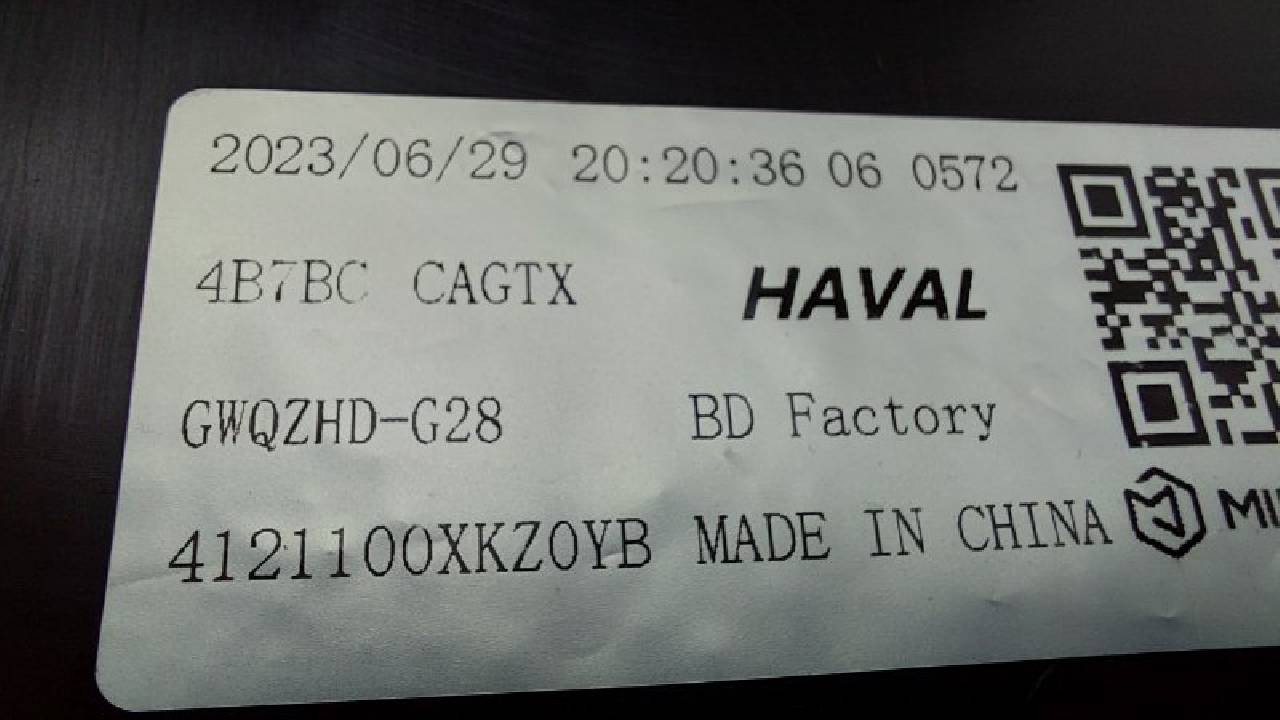 2023/06/29 20:20:36 06 0572
4B7BC CAGTX HAVAL
GWQZHD-G28 BD Factory
4121100XKZ0YB MADE IN CHINA